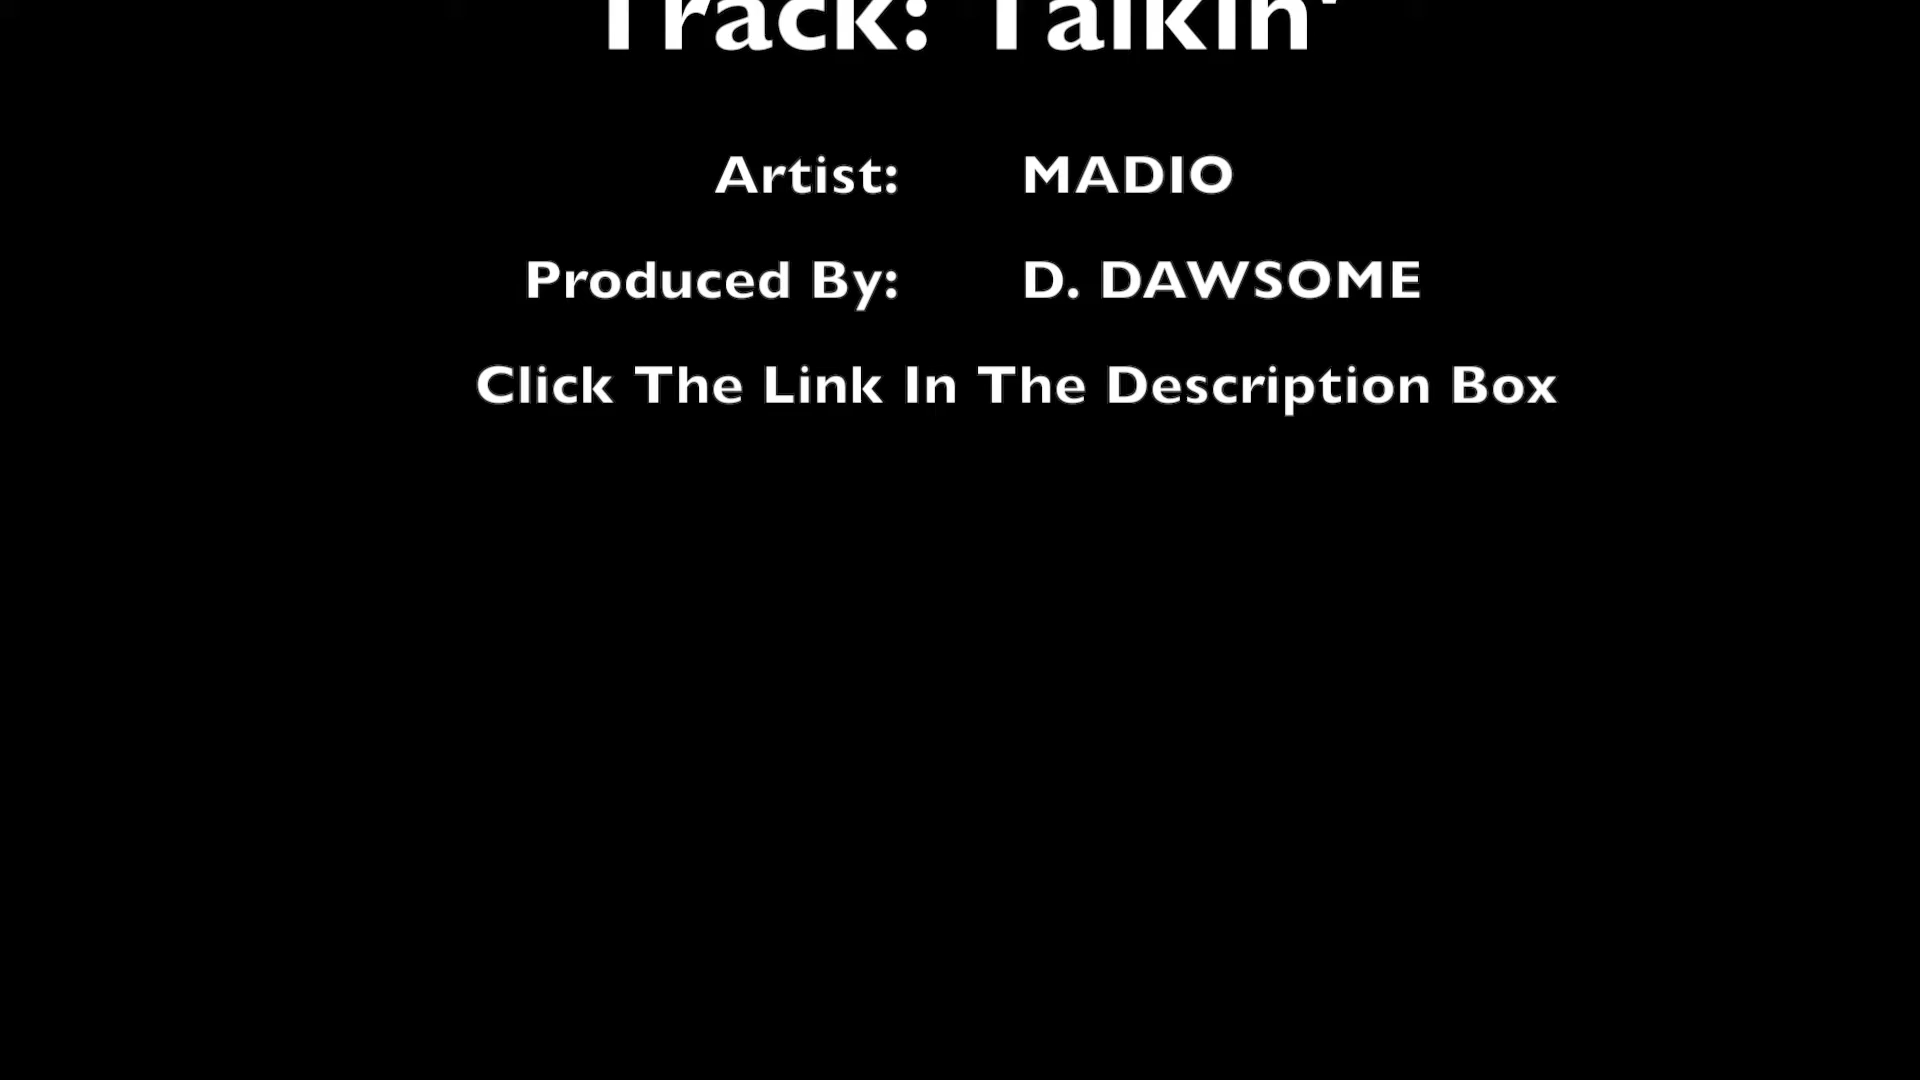 Track: Talkin'
Artist: MADIO
Produced By: D. DAWSOME
Click The Link In The Description Box